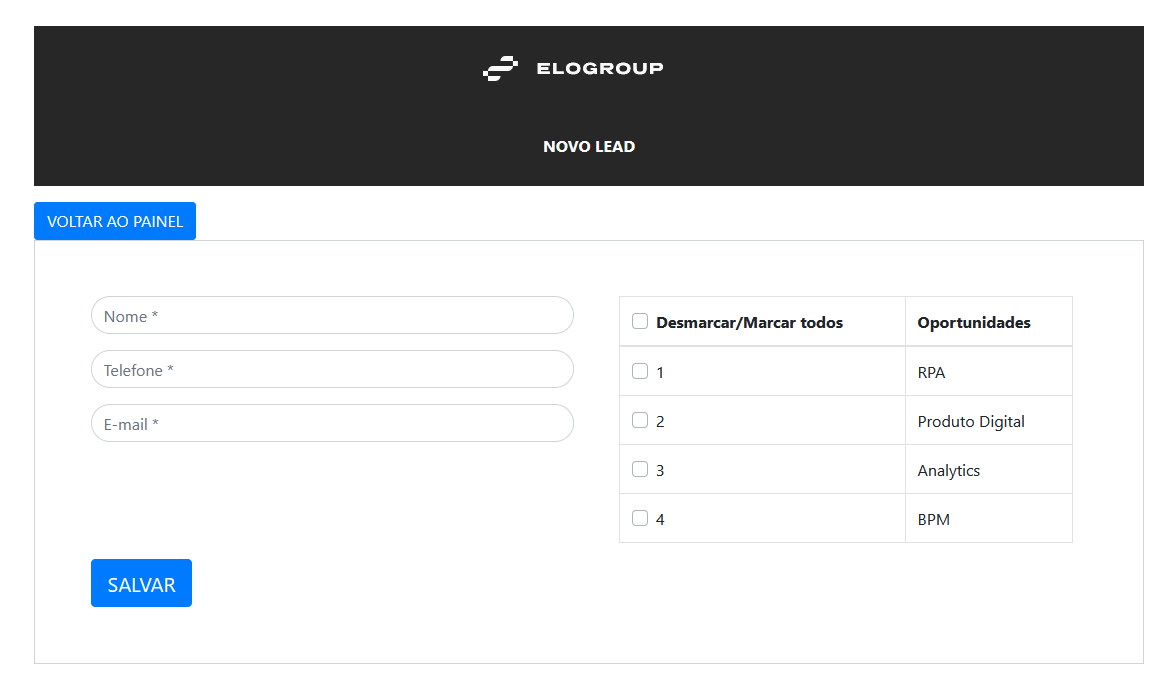 ELOGROUP
NOVO LEAD
VOLTAR AO PAINEL
Nome *
Telefone *
E-mail *
Desmarcar/Marcar todos Oportunidades
1 RPA
2 Produto Digital
3 Analytics
4 BPM
SALVAR